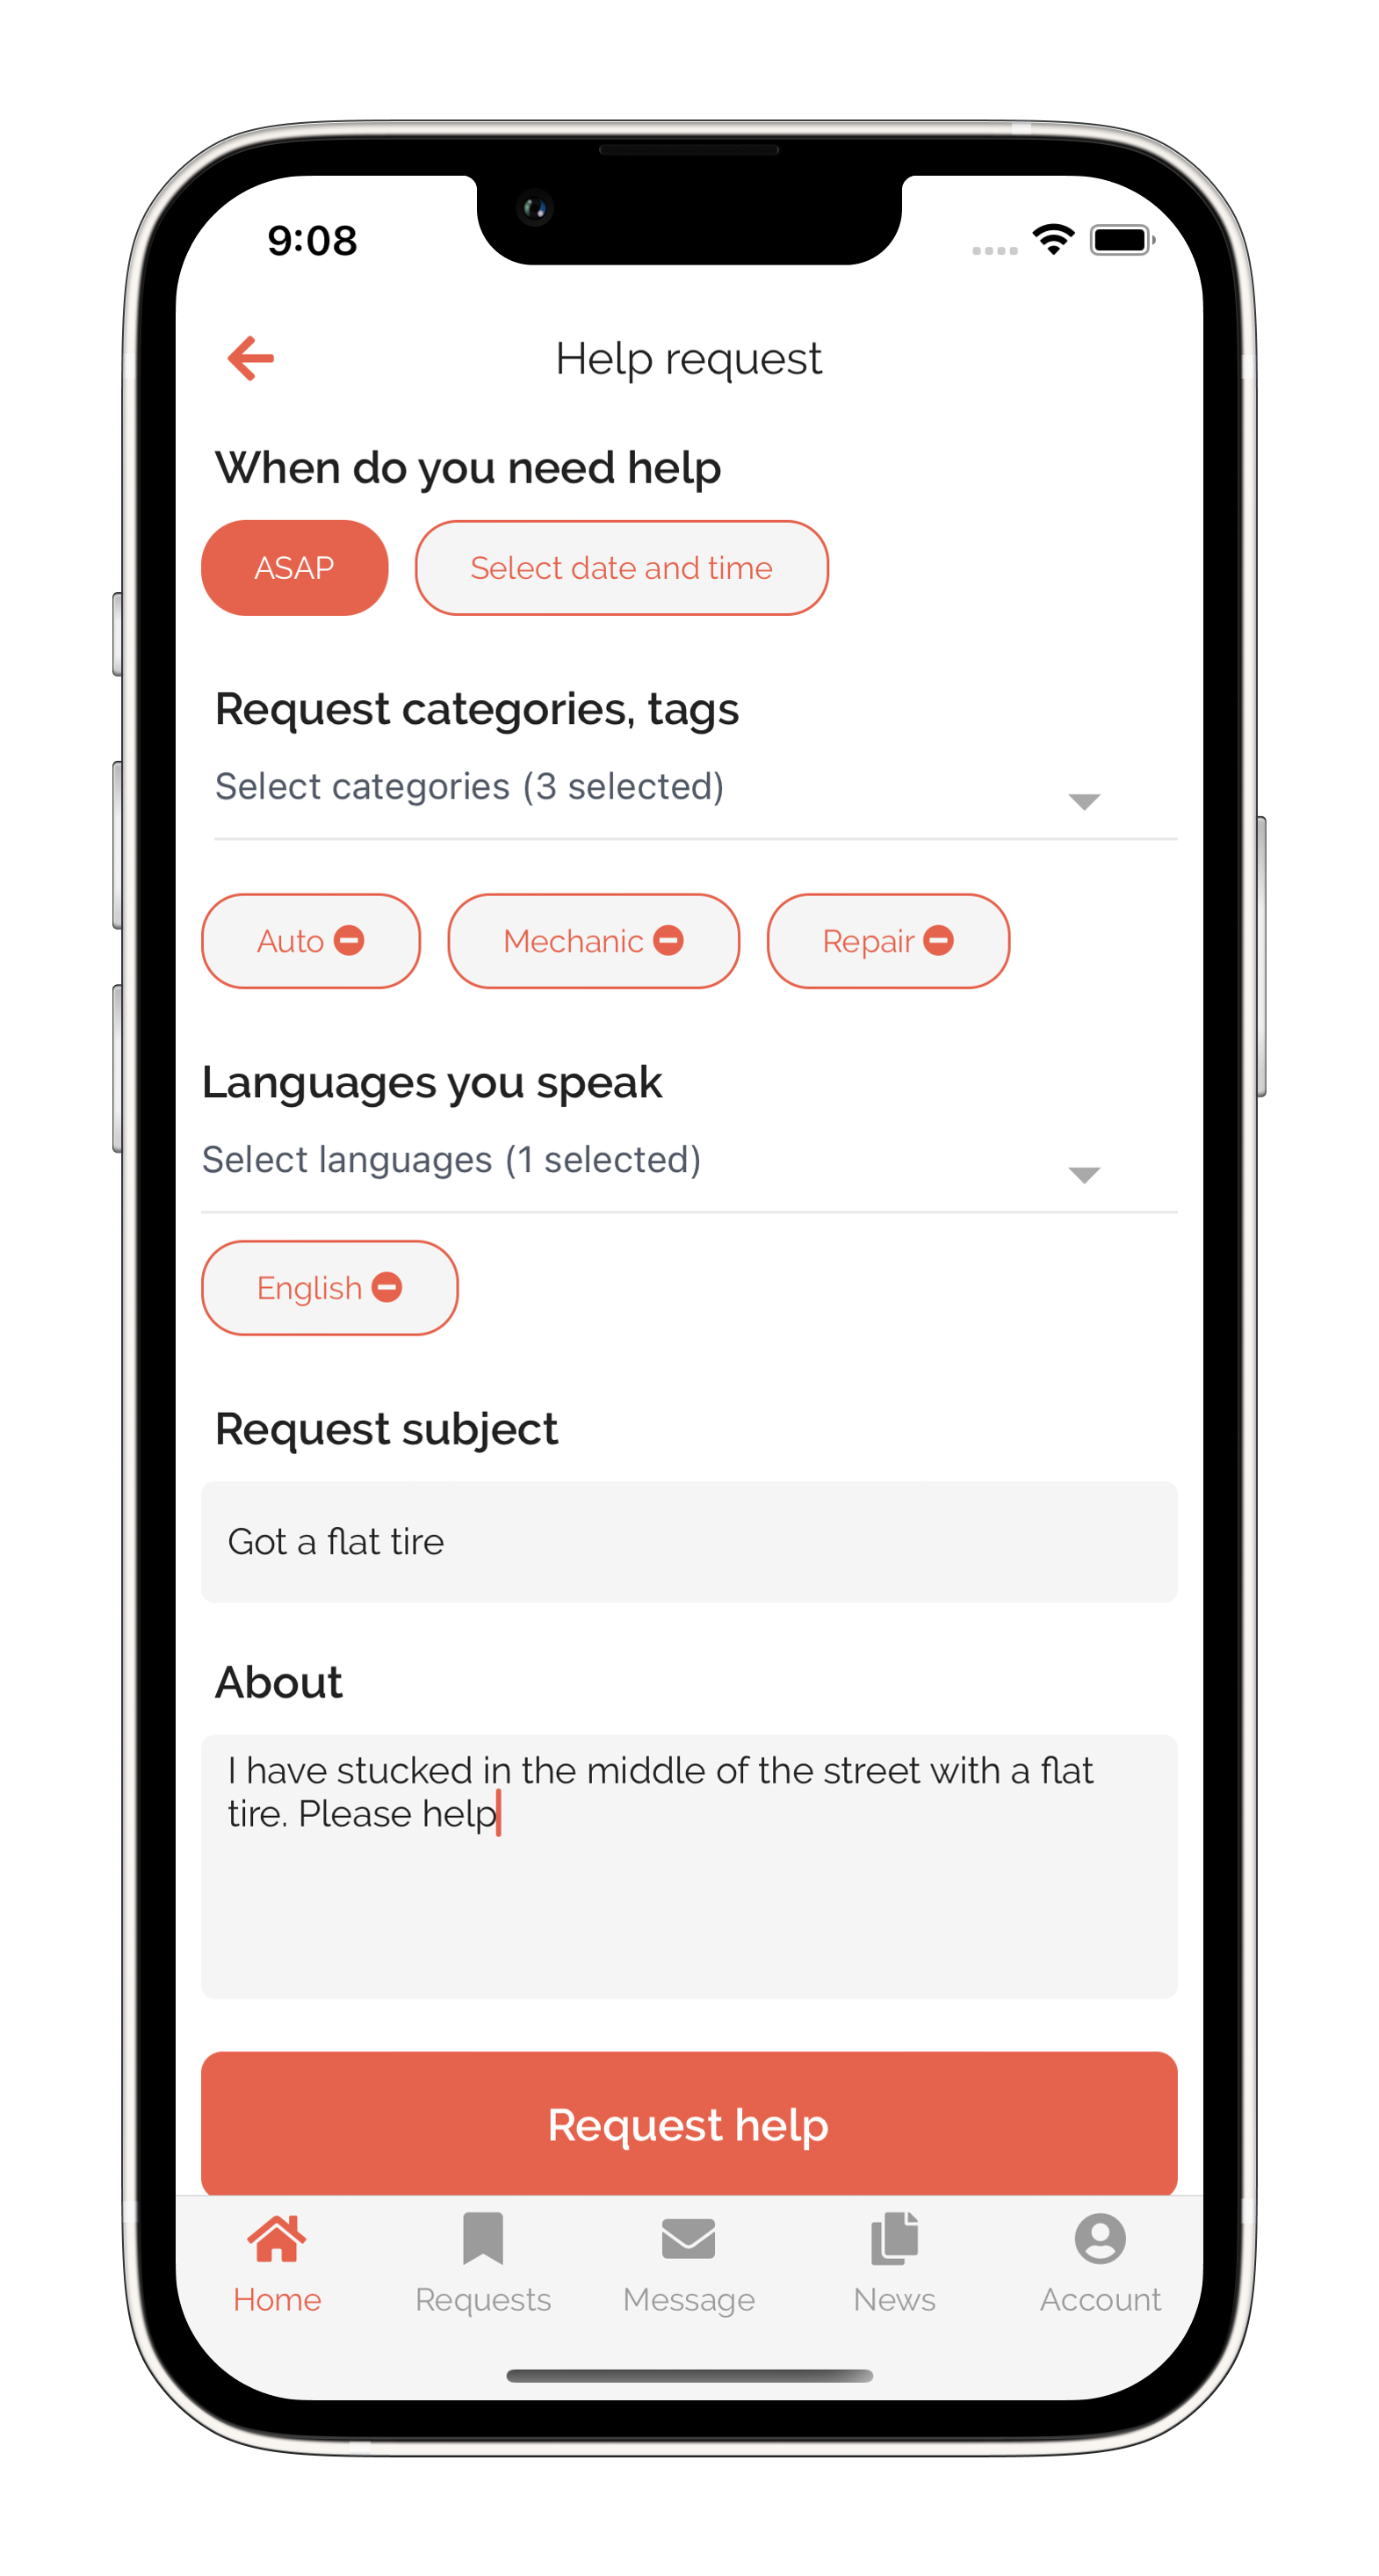 9:08
Help request
When do you need help
ASAP
Select date and time
Request categories, tags
Select categories (3 selected)
Auto
Mechanic
Repair
Languages you speak
Select languages (1 selected)
English
Request subject
Got a flat tire
About
I have stucked in the middle of the street with a flat
tire. Please help
Request help
Home
Requests
Message
News
Account